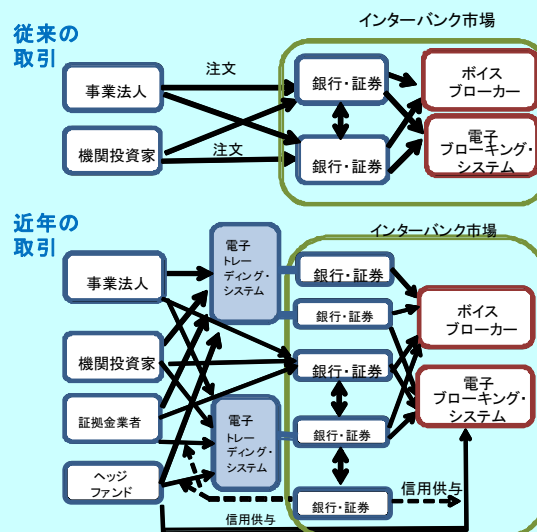 従来の
取引
インターバンク市場
注文
事業法人
銀行・証券
ボイス
ブローカー
機関投資家
注文
銀行・証券
電子
ブローキング・
システム
近年の
取引
インターバンク市場
電子
トレー
ディング・
システム
事業法人
銀行・証券
銀行・証券
ボイス
ブローカー
機関投資家
銀行・証券
電子
ブローキング・
システム
証拠金業者
電子
トレー
ディング・
システム
銀行・証券
ヘッジ
ファンド
銀行・証券
信用供与
信用供与